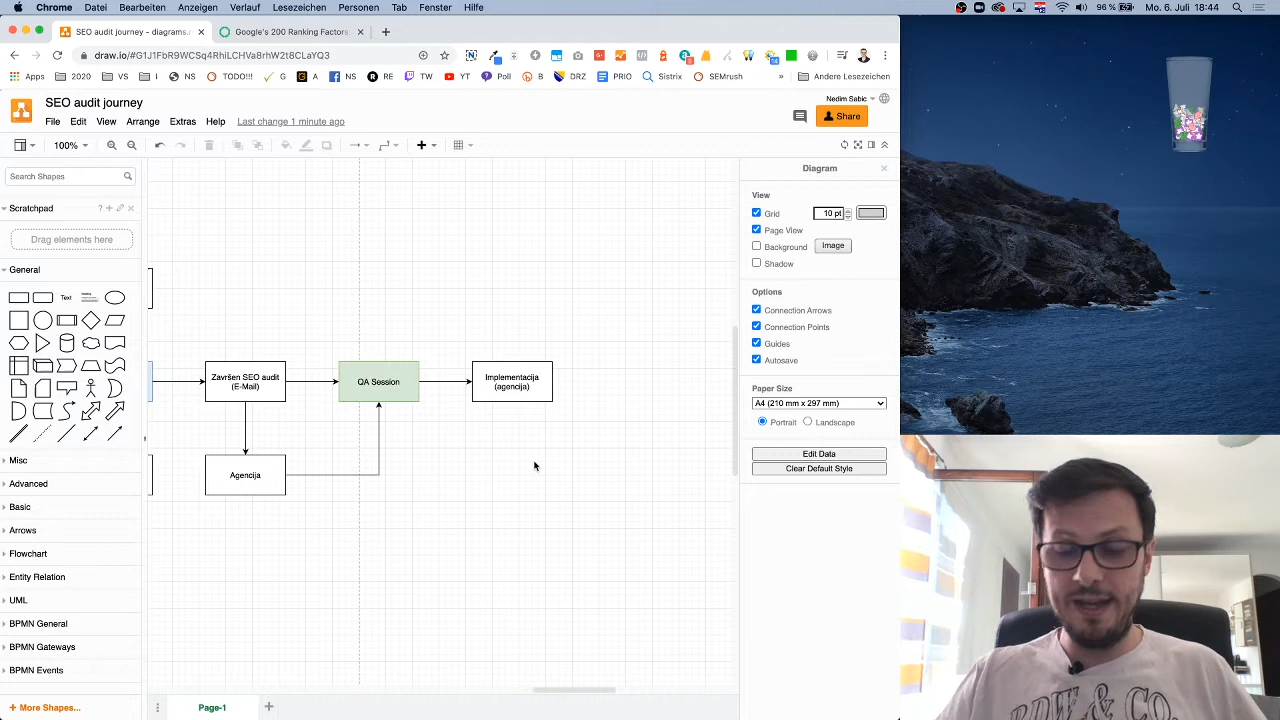 Chrome Datei Bearbeiten Anzeigen Verlauf Lesezeichen Personen Tab Fenster Hilfe
96 % Mo. 6. Juli 18:44
SEO audit journey - diagrams.n
Google's 200 Ranking Factors:
draw.io/#G1J1FbR9WCSq4RhiLCHVa8rhW2t8CLaYQ3
Apps 2020 VS NS TODO!!! G A FR RE TW YT Poll B DRZ PRIO Sistrix SEMrush » Andere Lesezeichen
SEO audit journey
Nedim Sabic
File Edit View Arrange Extras Help Last change 1 minute ago
Share
100%
Search Shapes
Scratchpad
Drag elements here
General
Text
Misc
Advanced
Basic
Arrows
Flowchart
Entity Relation
UML
BPMN General
BPMN Gateways
BPMN Events
+ More Shapes...
Završen SEO audit
(E-Mail)
QA Session
Implementacija
(agencija)
Agencija
Page-1
Diagram
View
Grid 10 pt
Page View
Background Image
Shadow
Options
Connection Arrows
Connection Points
Guides
Autosave
Paper Size
A4 (210 mm x 297 mm)
Portrait Landscape
Edit Data
Clear Default Style
& CO.